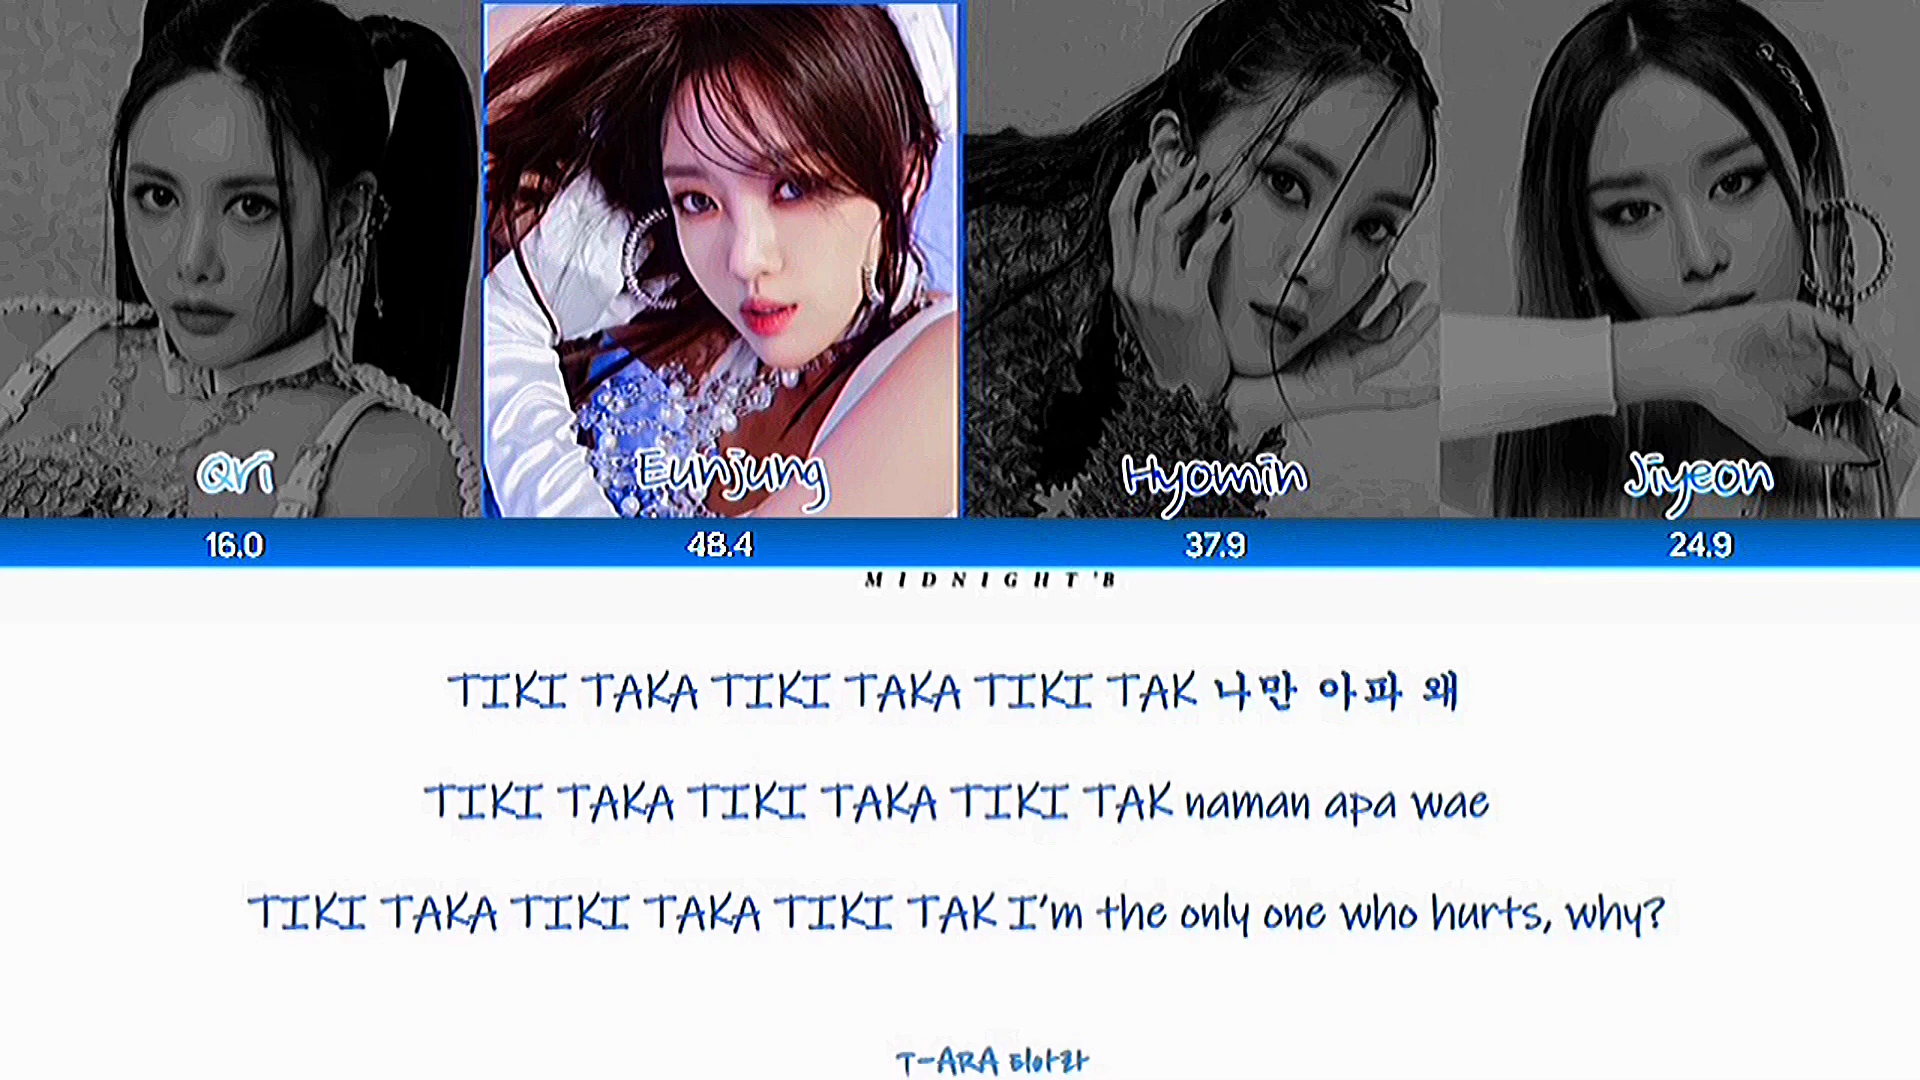 Qri
Eunjung
Hyomin
Jiyeon
16.0
48.4
37.9
24.9
MIDNIGHT'B
TIKI TAKA TIKI TAKA TIKI TAK 나만 아파 왜
TIKI TAKA TIKI TAKA TIKI TAK naman apa wae
TIKI TAKA TIKI TAKA TIKI TAK I'm the only one who hurts, why?
T-ARA 티아라